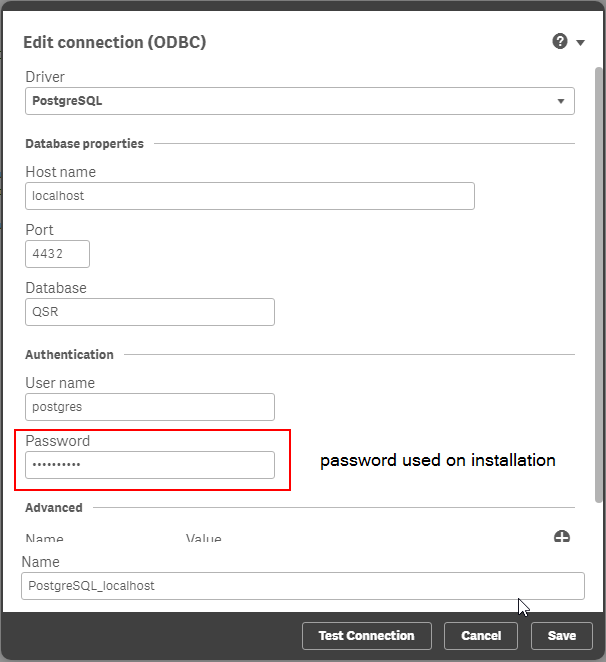 Edit connection (ODBC)
Driver
PostgreSQL
Database properties
Host name
localhost
Port
4432
Database
QSR
Authentication
User name
postgres
Password
••••••••••
password used on installation
Advanced
Name Value
Name
PostgreSQL_localhost
Test Connection Cancel Save